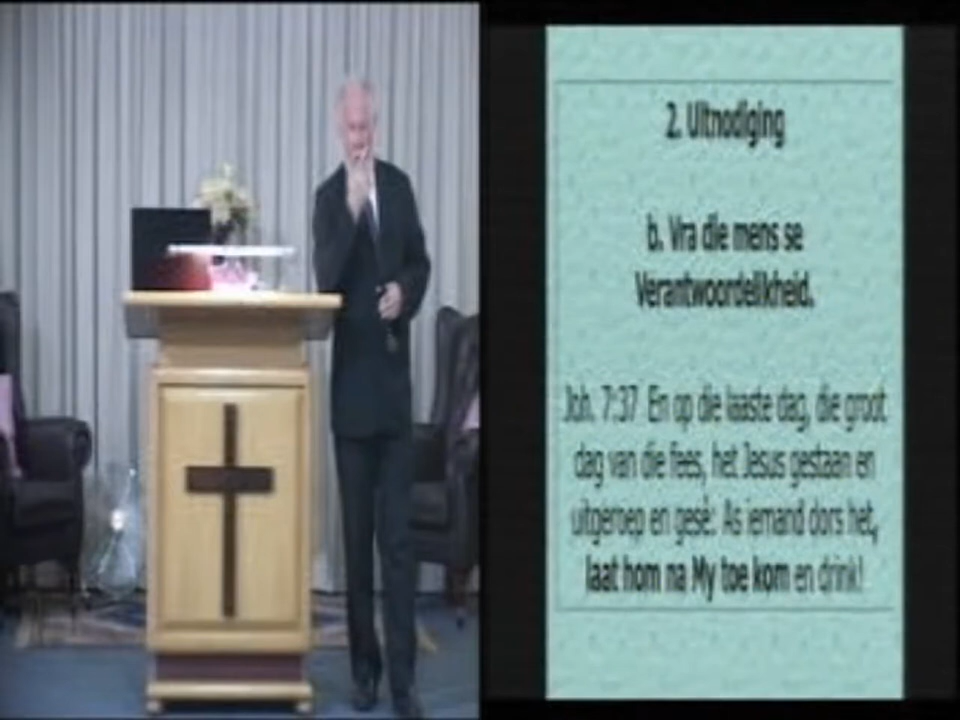 2. Uitnodiging
b. Vra die mens se
Verantwoordelikheid.
Joh. 7:37 En op die laaste dag, die groot
dag van die fees, het Jesus gestaan en
uitgeroep en gesê: As iemand dors het,
laat hom na My toe kom en drink!